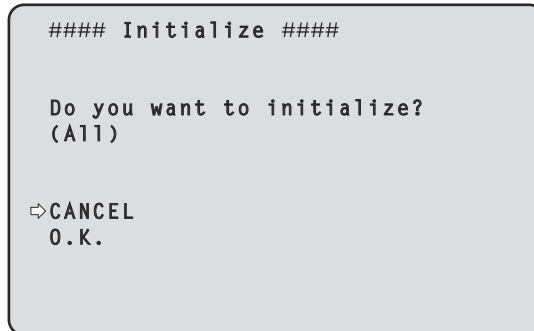 #### Initialize ####
Do you want to initialize?
(All)
⇨CANCEL
O.K.